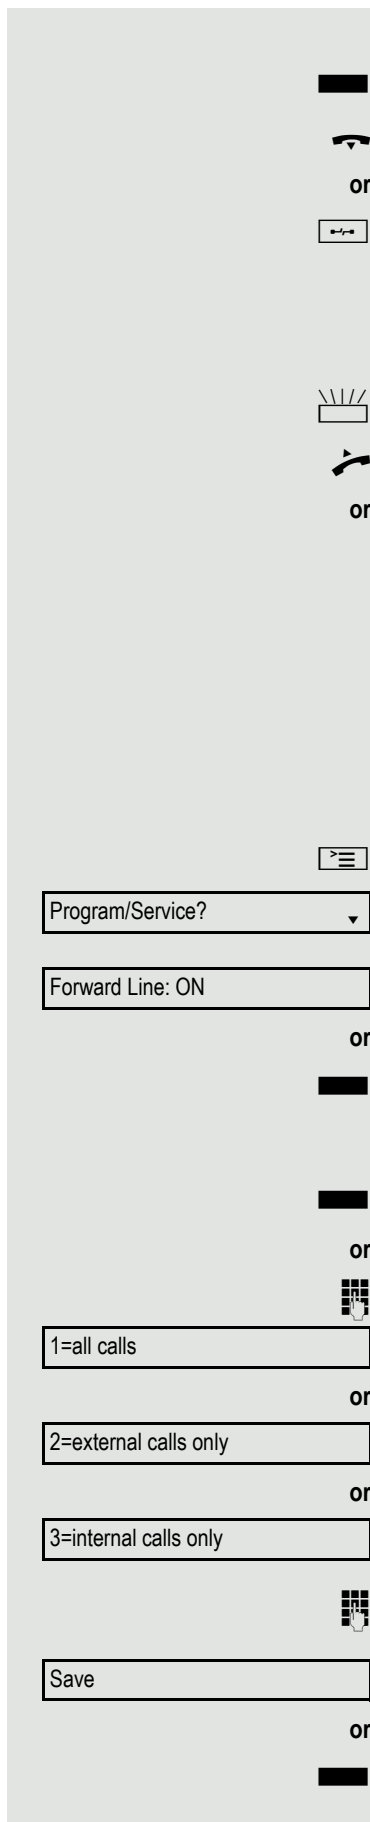 or
or
Program/Service?
Forward Line: ON
or
or
1=all calls
or
2=external calls only
or
3=internal calls only
Save
or